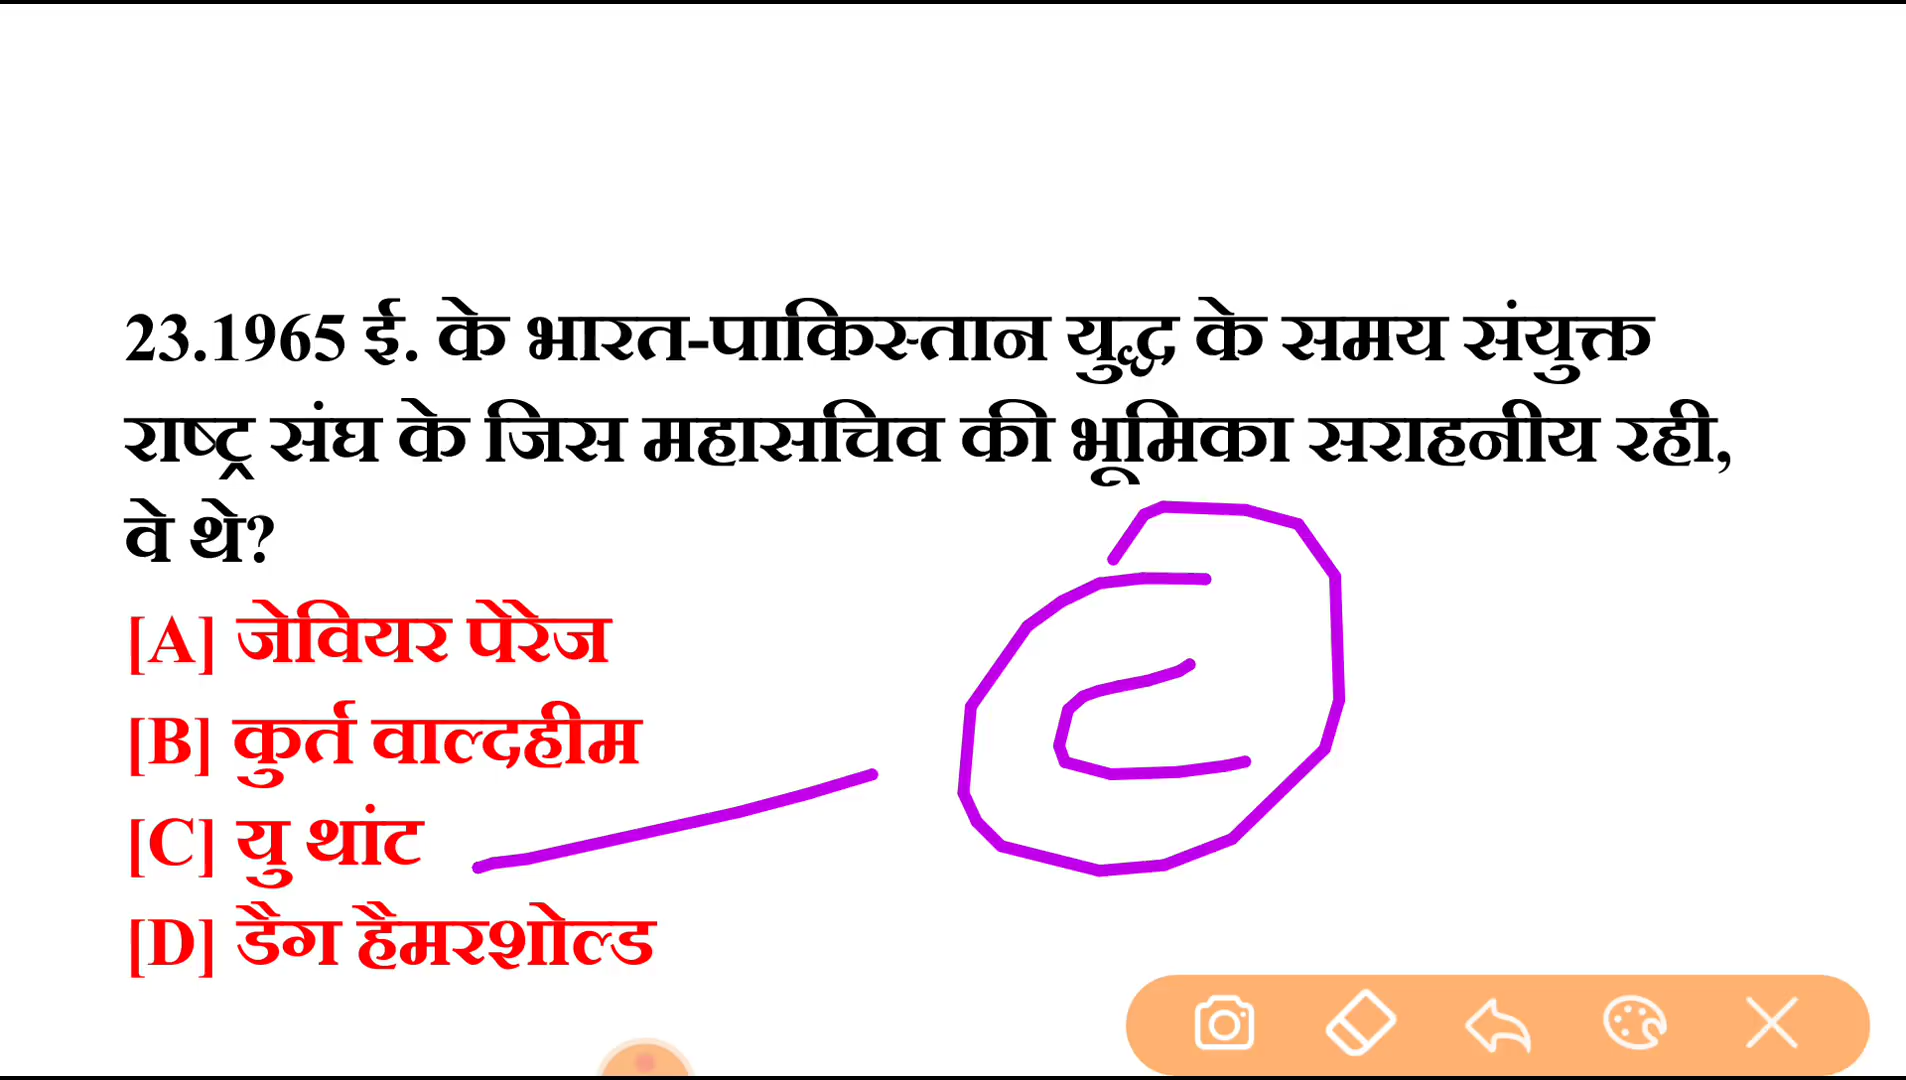 23.1965 ई. के भारत-पाकिस्तान युद्ध के समय संयुक्त
राष्ट्र संघ के जिस महासचिव की भूमिका सराहनीय रही,
वे थे?
[A] जेवियर पैरेज
[B] कुर्त वाल्दहीम
[C] यु थांट
[D] डैग हैमरशोल्ड
C